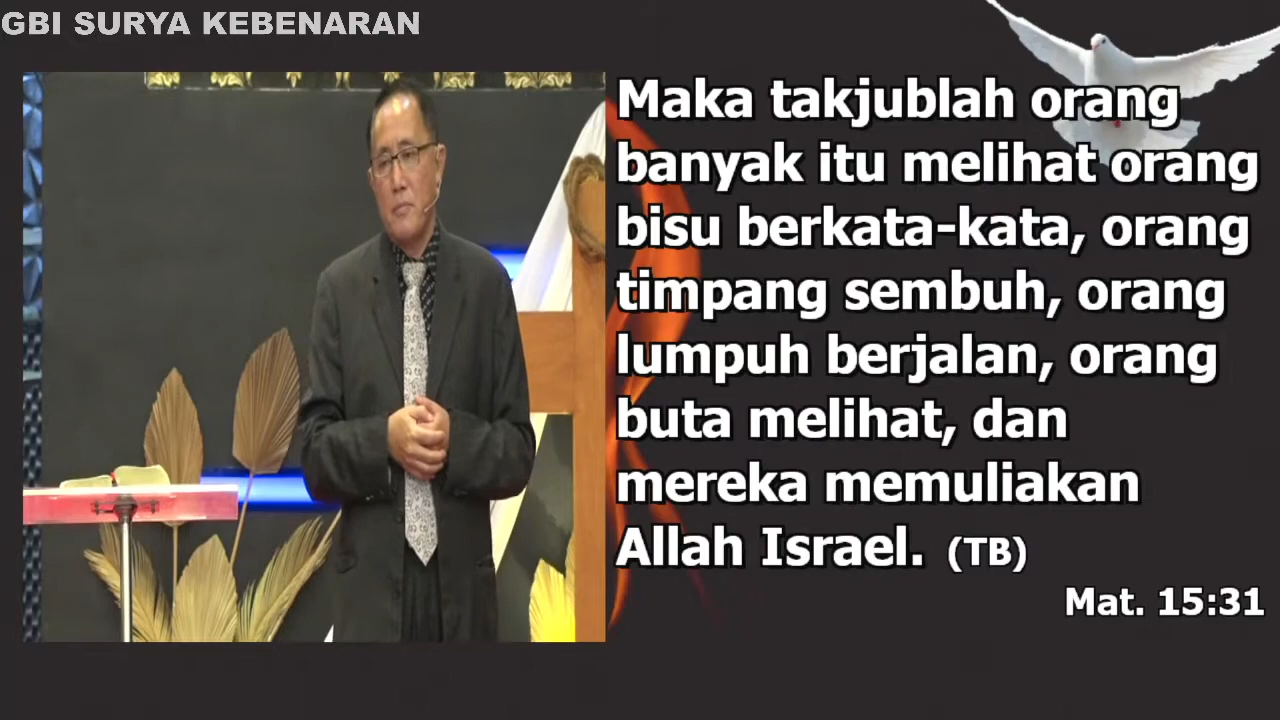 GBI SURYA KEBENARAN
Maka takjublah orang
banyak itu melihat orang
bisu berkata-kata, orang
timpang sembuh, orang
lumpuh berjalan, orang
buta melihat, dan
mereka memuliakan
Allah Israel. (TB)
Mat. 15:31